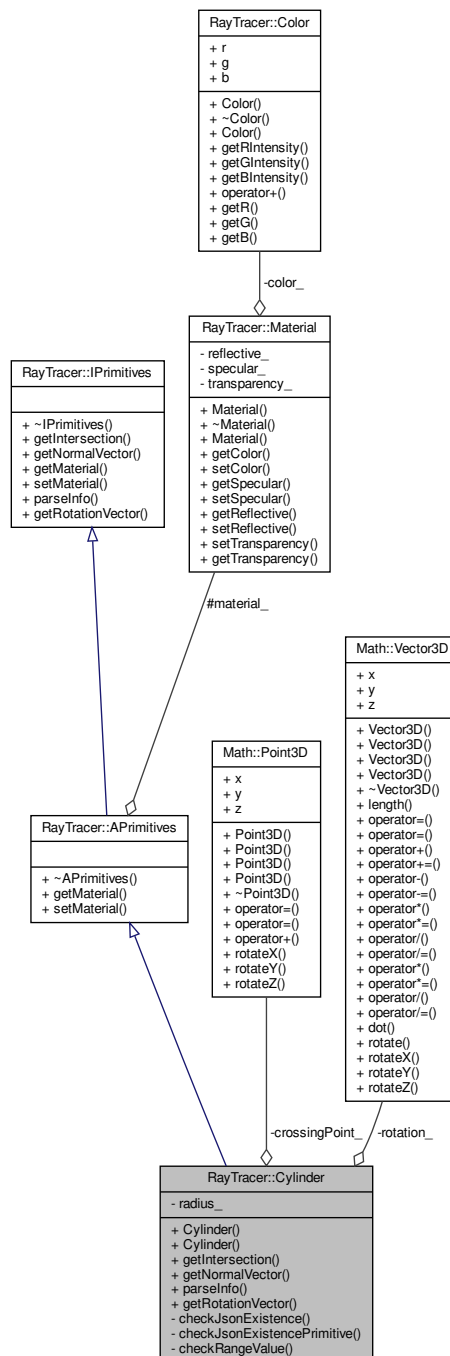 RayTracer::Color
+ r
+ g
+ b
+ Color()
+ ~Color()
+ Color()
+ getRIntensity()
+ getGIntensity()
+ getBIntensity()
+ operator+()
+ getR()
+ getG()
+ getB()
-color_
RayTracer::Material
- reflective_
- specular_
- transparency_
+ Material()
+ ~Material()
+ Material()
+ getColor()
+ setColor()
+ getSpecular()
+ setSpecular()
+ getReflective()
+ setReflective()
+ setTransparency()
+ getTransparency()
RayTracer::IPrimitives
+ ~IPrimitives()
+ getIntersection()
+ getNormalVector()
+ getMaterial()
+ setMaterial()
+ parseInfo()
+ getRotationVector()
#material_
Math::Vector3D
+ x
+ y
+ z
+ Vector3D()
+ Vector3D()
+ Vector3D()
+ Vector3D()
+ ~Vector3D()
+ length()
+ operator=()
+ operator=()
+ operator+()
+ operator+=()
+ operator-()
+ operator-=()
+ operator*()
+ operator*=()
+ operator/()
+ operator/=()
+ operator*()
+ operator*=()
+ operator/()
+ operator/=()
+ dot()
+ rotate()
+ rotateX()
+ rotateY()
+ rotateZ()
Math::Point3D
+ x
+ y
+ z
+ Point3D()
+ Point3D()
+ Point3D()
+ Point3D()
+ ~Point3D()
+ operator=()
+ operator=()
+ operator+()
+ rotateX()
+ rotateY()
+ rotateZ()
RayTracer::APrimitives
+ ~APrimitives()
+ getMaterial()
+ setMaterial()
-crossingPoint_
-rotation_
RayTracer::Cylinder
- radius_
+ Cylinder()
+ Cylinder()
+ getIntersection()
+ getNormalVector()
+ parseInfo()
+ getRotationVector()
- checkJsonExistence()
- checkJsonExistencePrimitive()
- checkRangeValue()